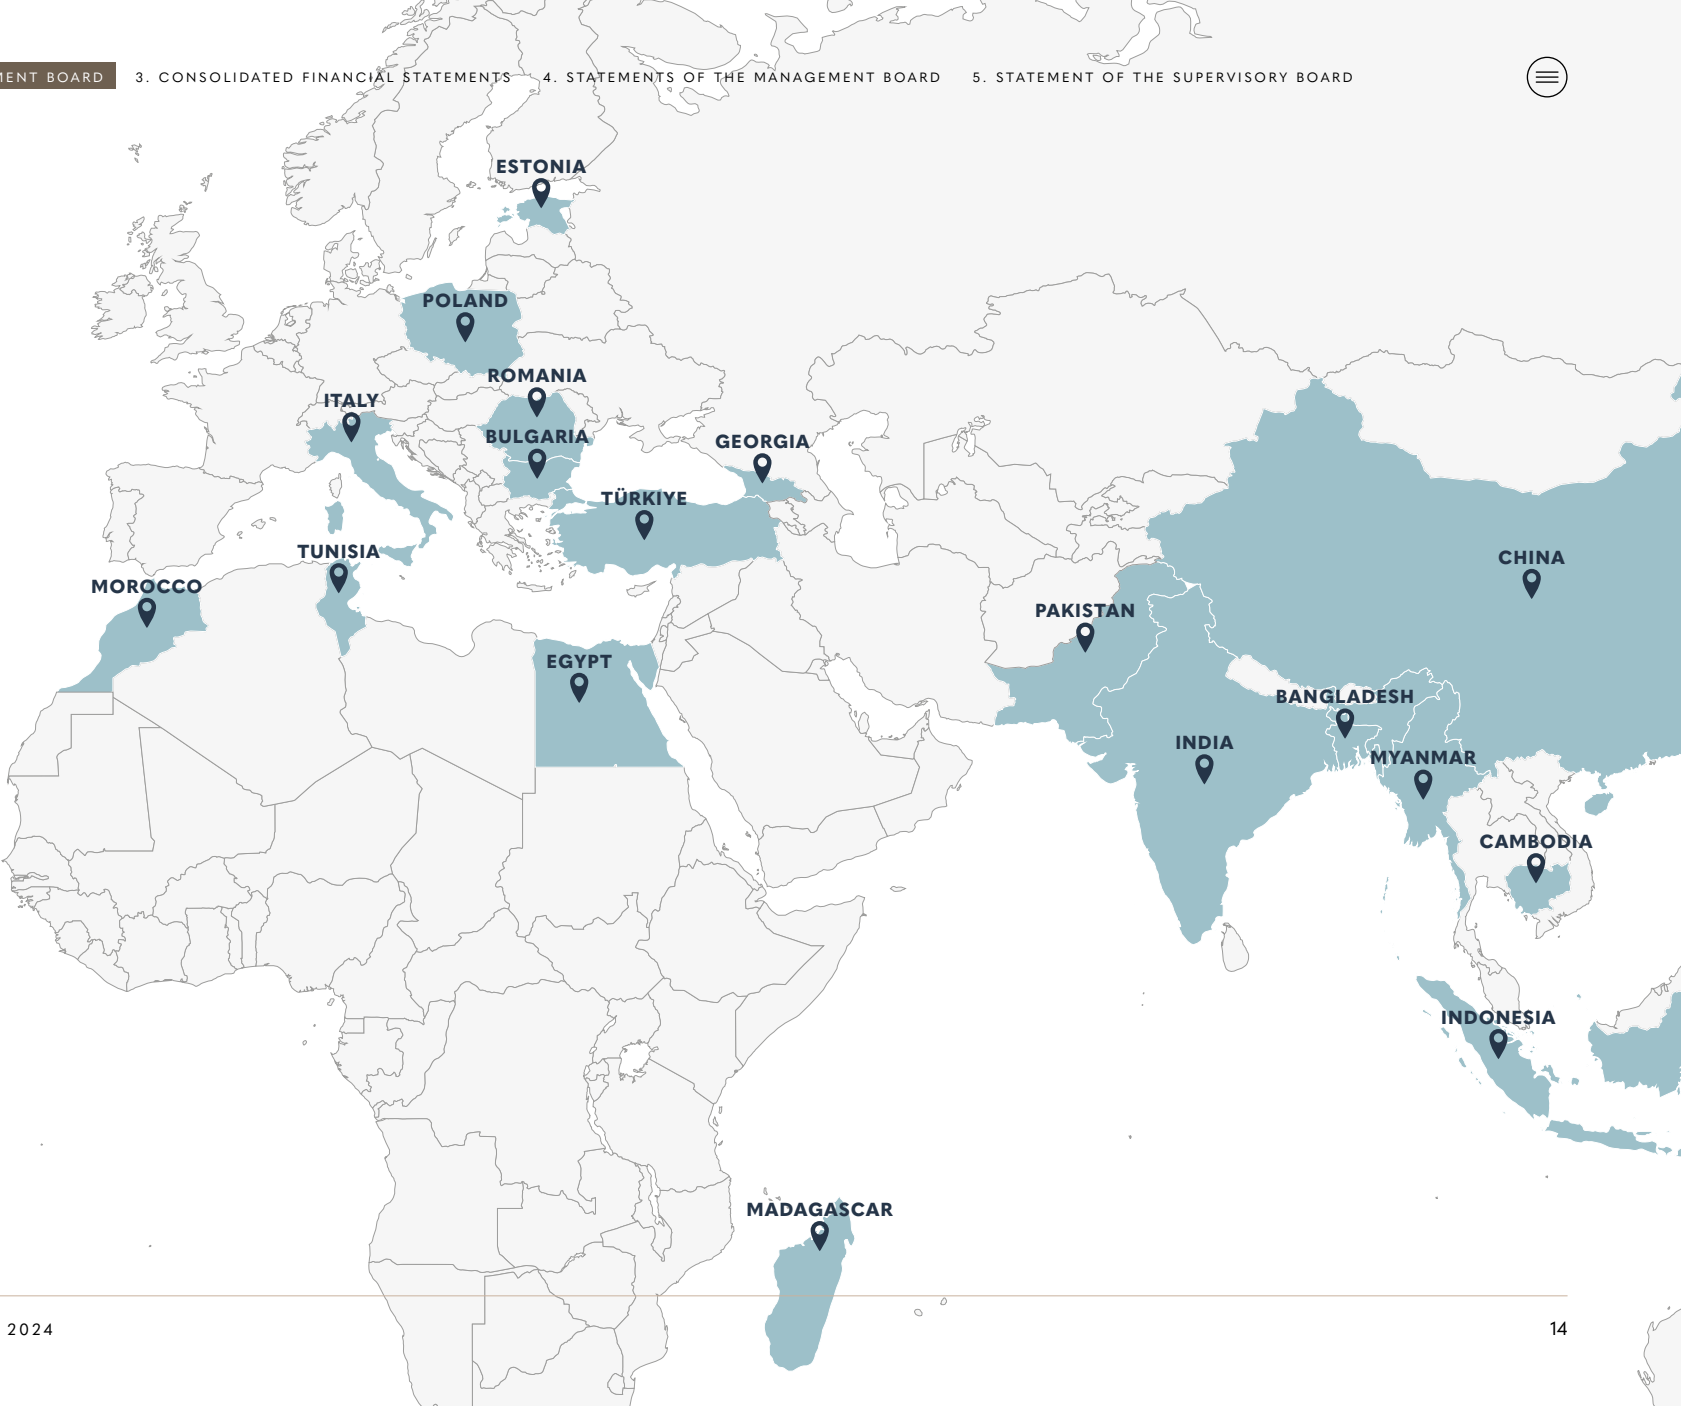 MENT BOARD 3. CONSOLIDATED FINANCIAL STATEMENTS 4. STATEMENTS OF THE MANAGEMENT BOARD 5. STATEMENT OF THE SUPERVISORY BOARD
ESTONIA
POLAND
ROMANIA
ITALY
BULGARIA
GEORGIA
TÜRKIYE
TUNISIA
CHINA
MOROCCO
PAKISTAN
EGYPT
BANGLADESH
INDIA
MYANMAR
CAMBODIA
INDONESIA
MADAGASCAR
2024
14